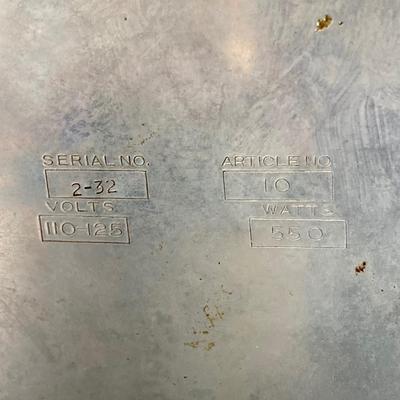 SERIAL NO. ARTICLE NO.
2-32 10
VOLTS. WATTS.
110-125 550